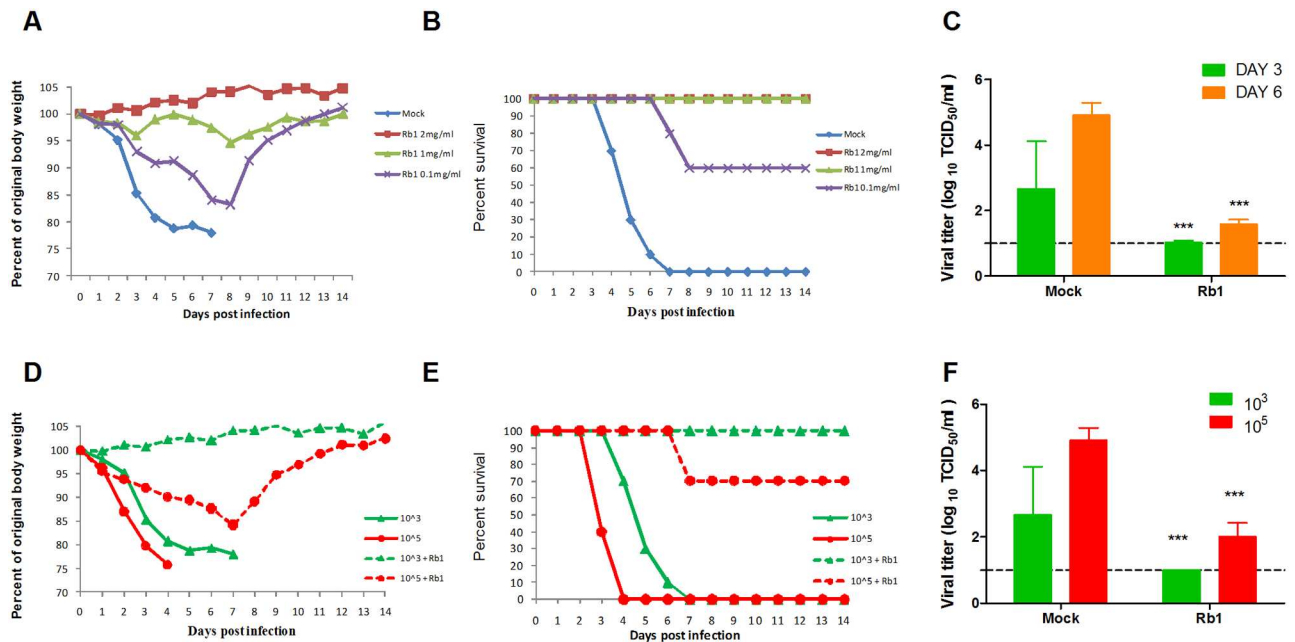 A
Percent of original body weight
105
100
95
90
85
80
75
70
0 1 2 3 4 5 6 7 8 9 10 11 12 13 14
Days post infection
Mock
Rb1 2mg/ml
Rb1 1mg/ml
Rb1 0.1mg/ml
B
Percent survival
100
90
80
70
60
50
40
30
20
10
0
0 1 2 3 4 5 6 7 8 9 10 11 12 13 14
Days post infection
Mock
Rb12mg/ml
Rb11mg/ml
Rb10.1mg/ml
C
DAY 3
DAY 6
Viral titer (log 10 TCID50/ml)
6
4
2
0
*** ***
Mock Rb1
D
Percent of original body weight
105
100
95
90
85
80
75
70
0 1 2 3 4 5 6 7 8 9 10 11 12 13 14
Days post infection
10^3
10^5
10^3 + Rb1
10^5 + Rb1
E
Percent survival
100
90
80
70
60
50
40
30
20
10
0
0 1 2 3 4 5 6 7 8 9 10 11 12 13 14
Days post infection
10^3
10^5
10^3 + Rb1
10^5 + Rb1
F
10³
10⁵
Viral titer (log 10 TCID50/ml)
6
4
2
0
*** ***
Mock Rb1